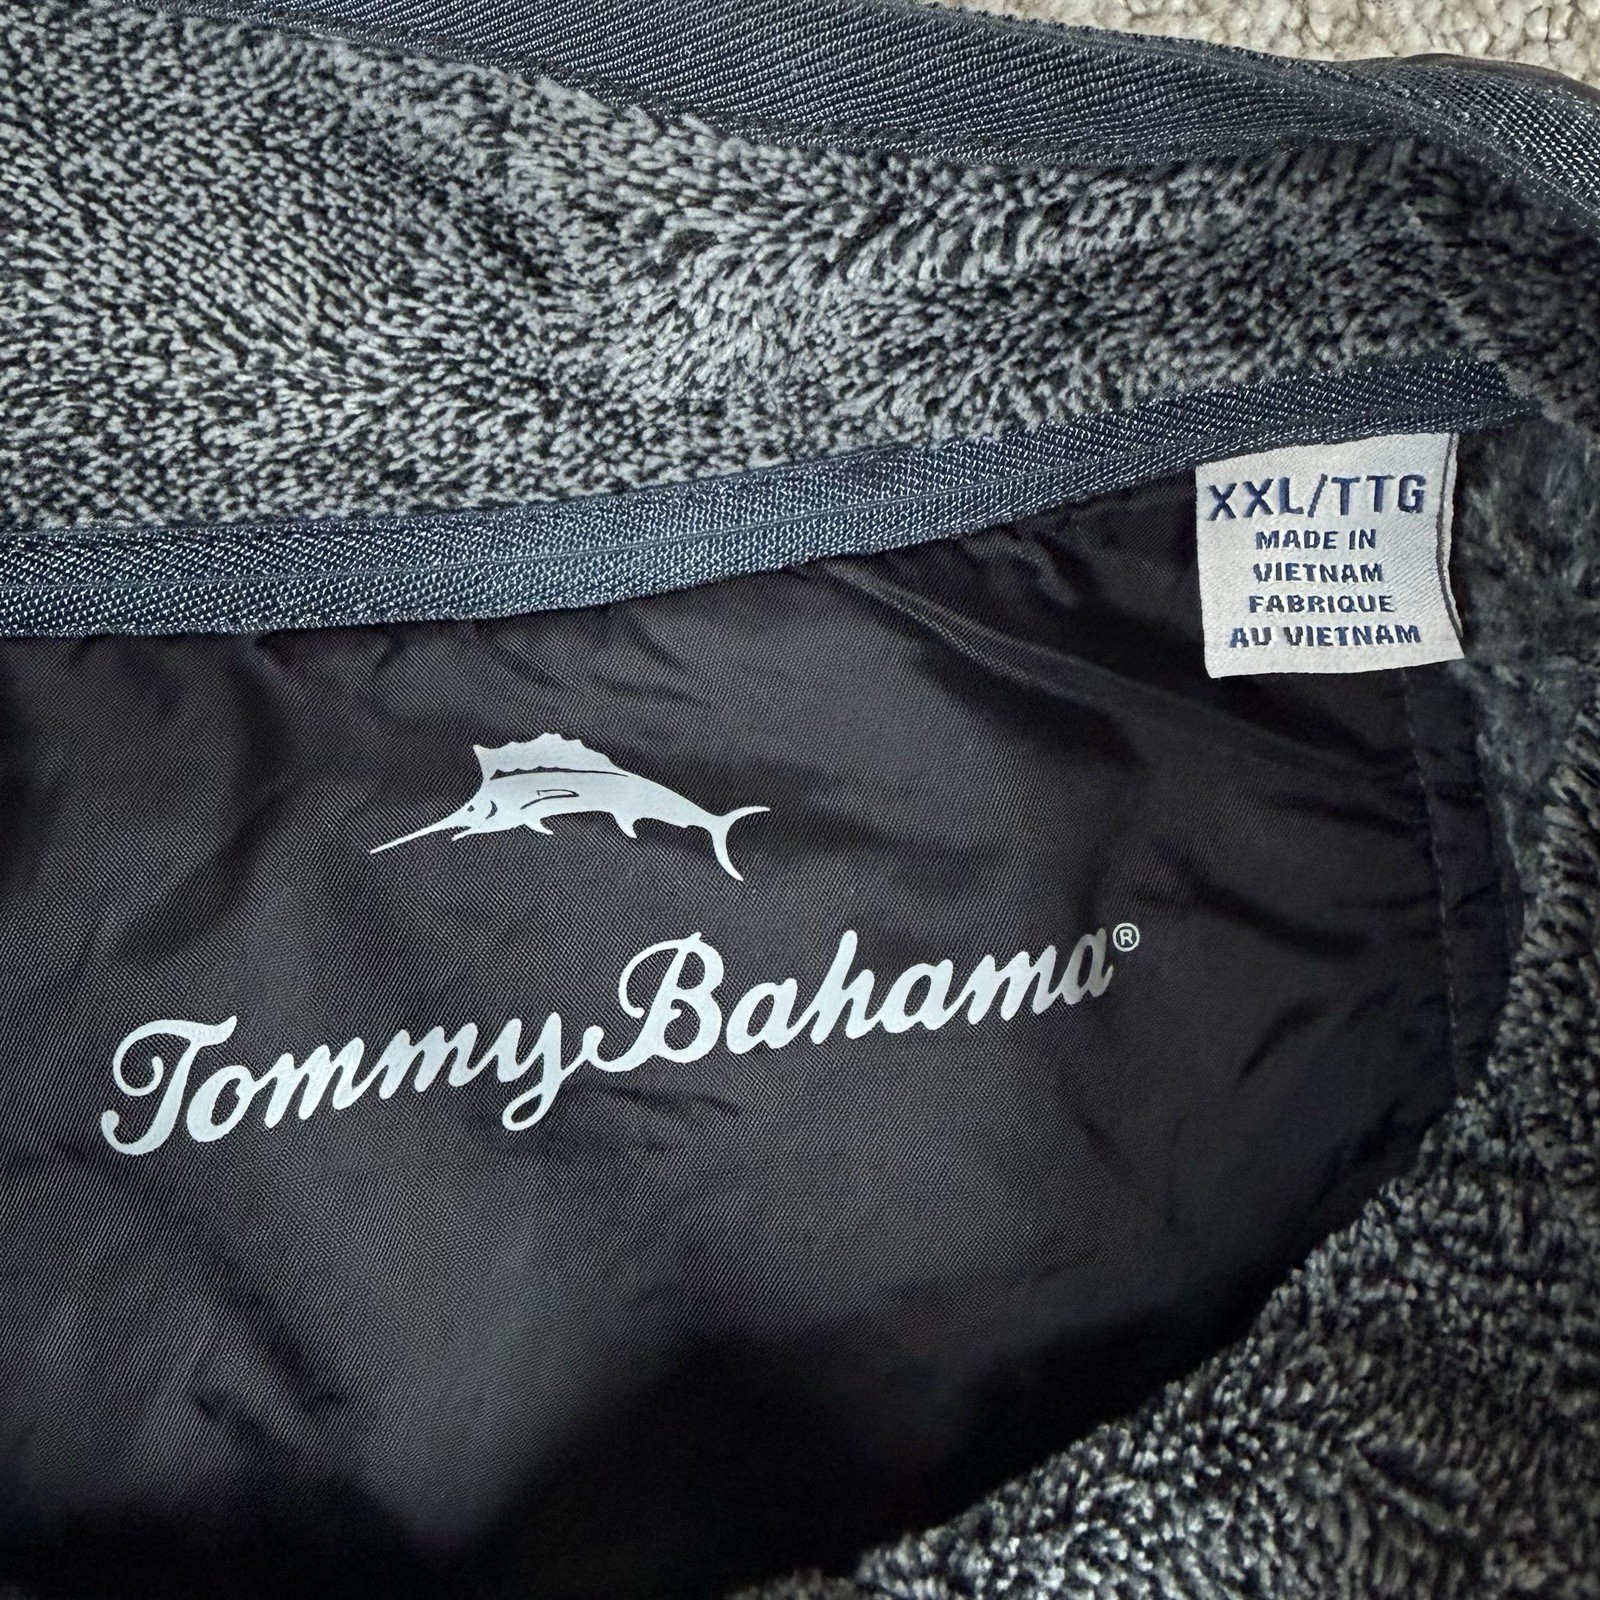 XXL/TTG
MADE IN
VIETNAM
FABRIQUE
AU VIETNAM
Tommy Bahama®